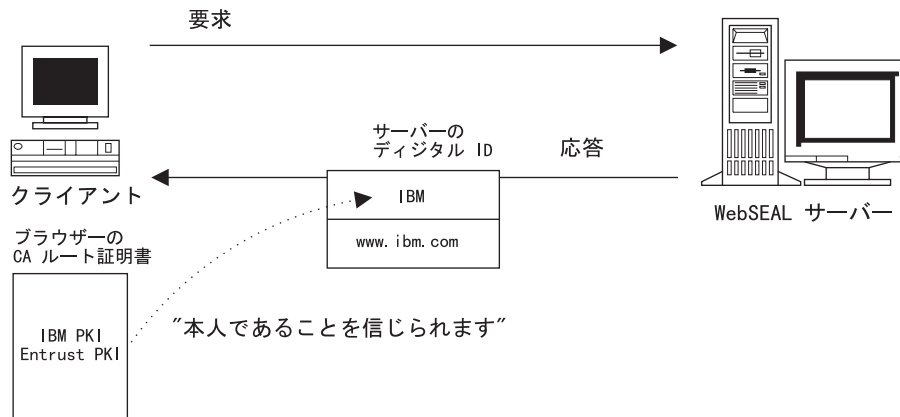 要求
サーバーの
ディジタル ID
応答
IBM
www.ibm.com
クライアント
WebSEAL サーバー
ブラウザーの
CA ルート証明書
IBM PKI
Entrust PKI
"本人であることを信じられます"